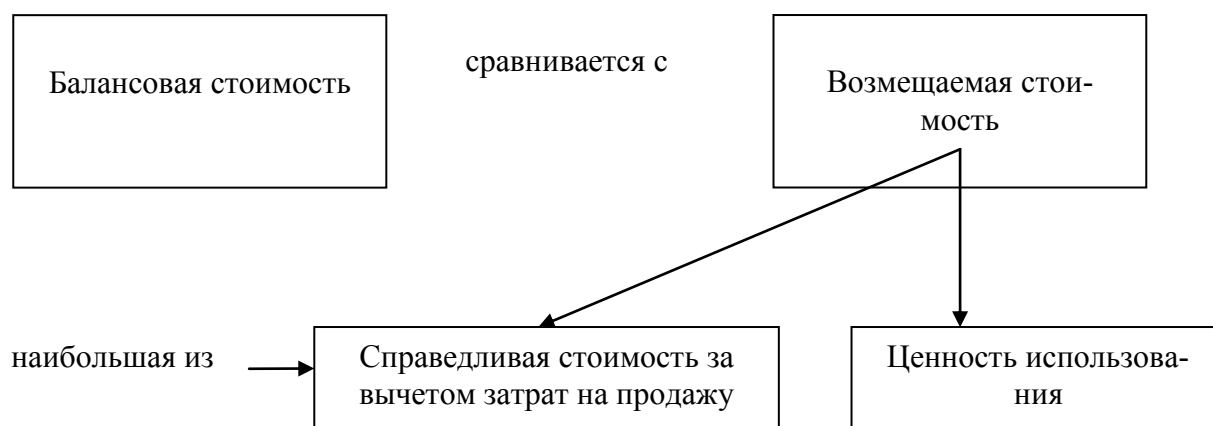 Балансовая стоимость
сравнивается с
Возмещаемая стои-
мость
наибольшая из
Справедливая стоимость за
вычетом затрат на продажу
Ценность использова-
ния